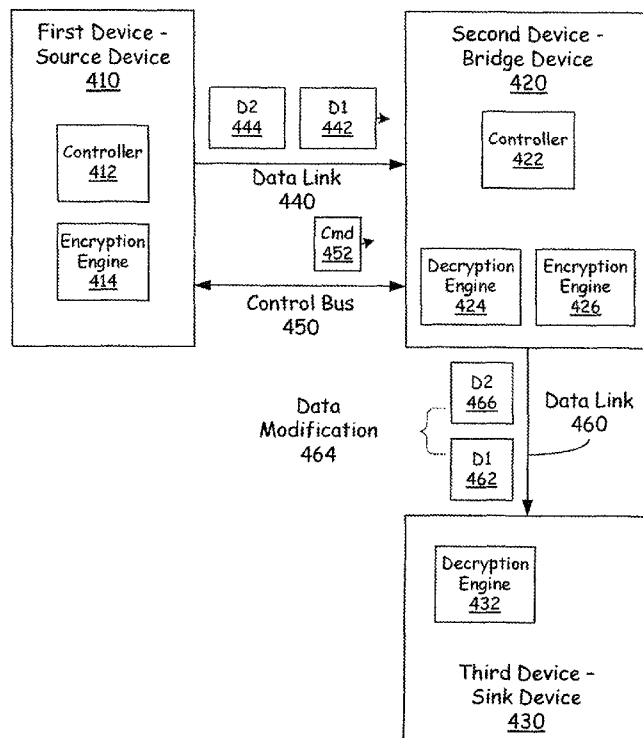 First Device -
Source Device
410
Controller
412
Encryption
Engine
414
D2
444
D1
442
Data Link
440
Cmd
452
Control Bus
450
Second Device -
Bridge Device
420
Controller
422
Decryption
Engine
424
Encryption
Engine
426
Data
Modification
464
D2
466
D1
462
Data Link
460
Decryption
Engine
432
Third Device -
Sink Device
430